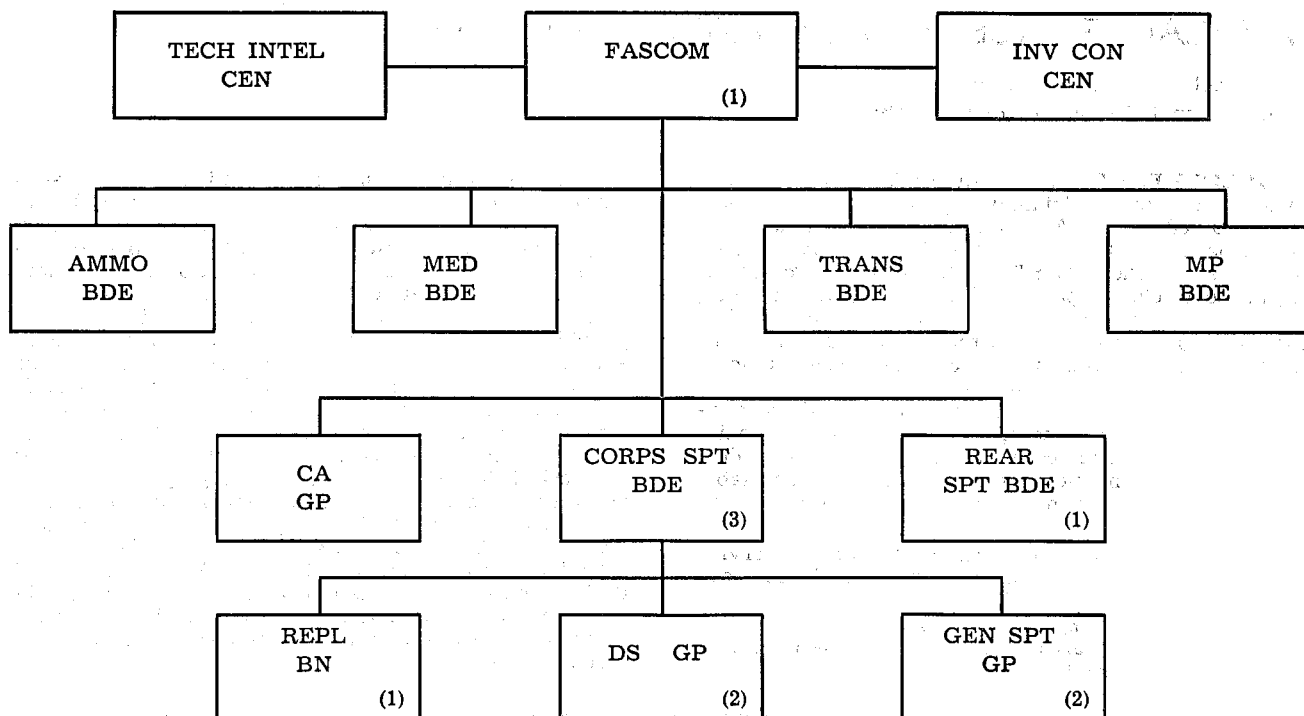 TECH INTEL
CEN
FASCOM
(1)
INV CON
CEN
AMMO
BDE
MED
BDE
TRANS
BDE
MP
BDE
CA
GP
CORPS SPT
BDE
(3)
REAR
SPT BDE
(1)
REPL
BN
(1)
DS GP
(2)
GEN SPT
GP
(2)